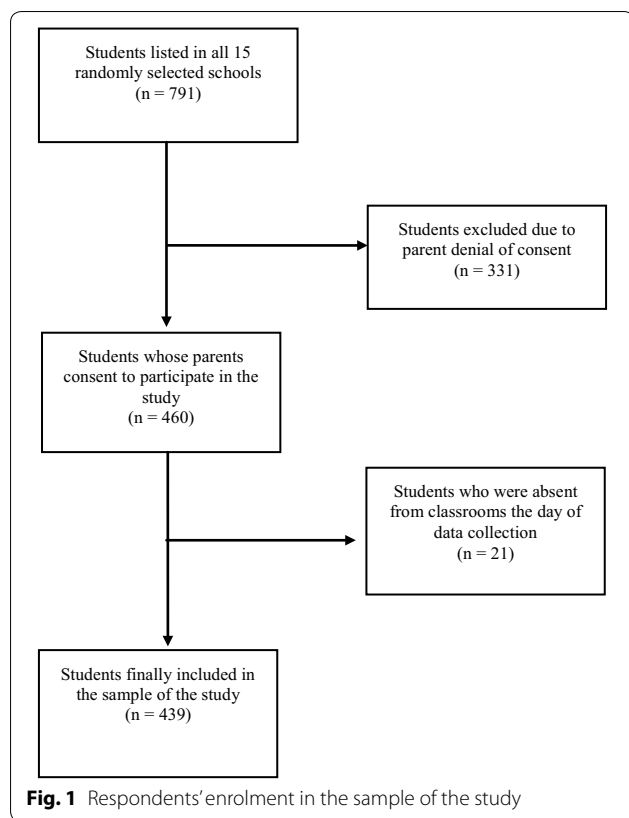 Students listed in all 15
randomly selected schools
(n = 791)
Students excluded due to
parent denial of consent
(n = 331)
Students whose parents
consent to participate in the
study
(n = 460)
Students who were absent
from classrooms the day of
data collection
(n = 21)
Students finally included in
the sample of the study
(n = 439)
Fig. 1 Respondents' enrolment in the sample of the study